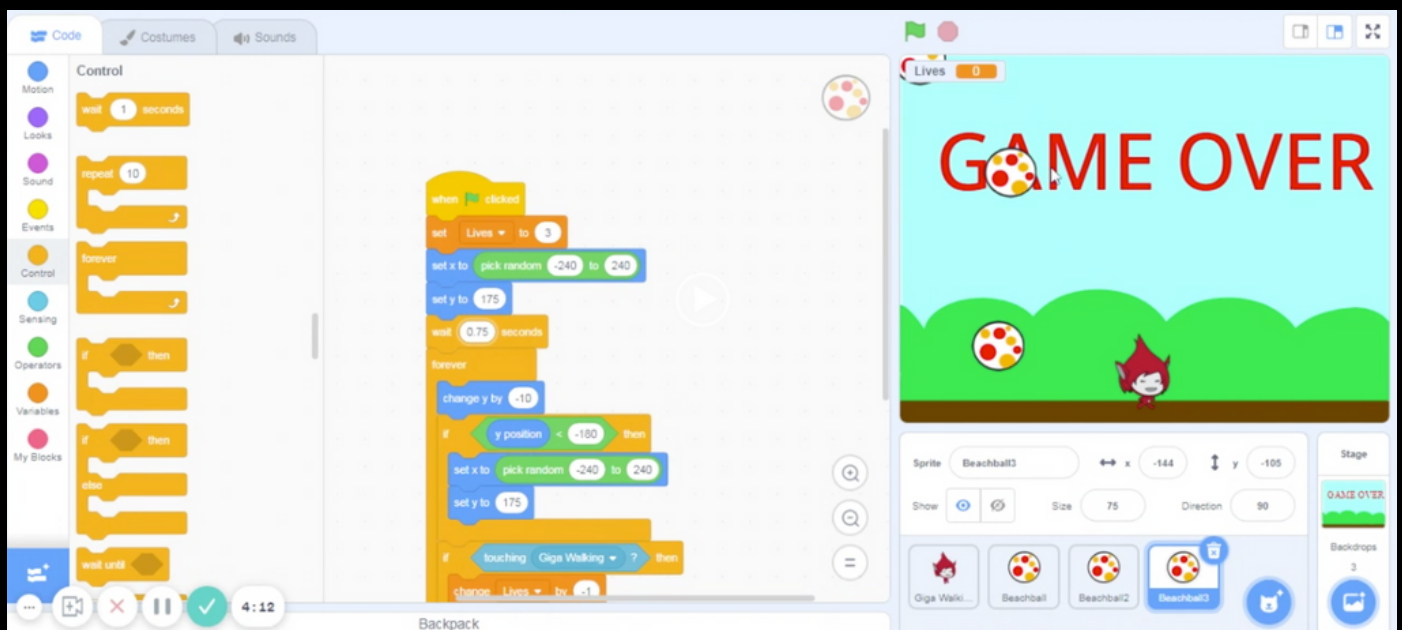 Code
Costumes
Sounds
Motion
Looks
Sound
Events
Control
Sensing
Operators
Variables
My Blocks
Control
wait 1 seconds
repeat 10
forever
if then
if then
else
wait until
when clicked
set Lives to 3
set x to pick random -240 to 240
set y to 175
wait 0.75 seconds
forever
change y by -10
if y position < -180 then
set x to pick random -240 to 240
set y to 175
if touching Giga Walking ? then
change Lives by -1
4:12
Backpack
Lives 0
GAME OVER
Sprite Beachball3 x -144 y -105
Show Size 75 Direction 90
Giga Walki...
Beachball
Beachball2
Beachball3
Stage
GAME OVER
Backdrops
3